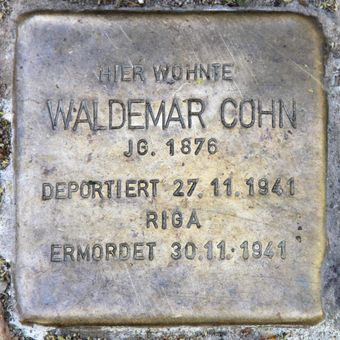 HIER WOHNTE
WALDEMAR COHN
JG. 1876
DEPORTIERT 27.11.1941
RIGA
ERMORDET 30.11.1941